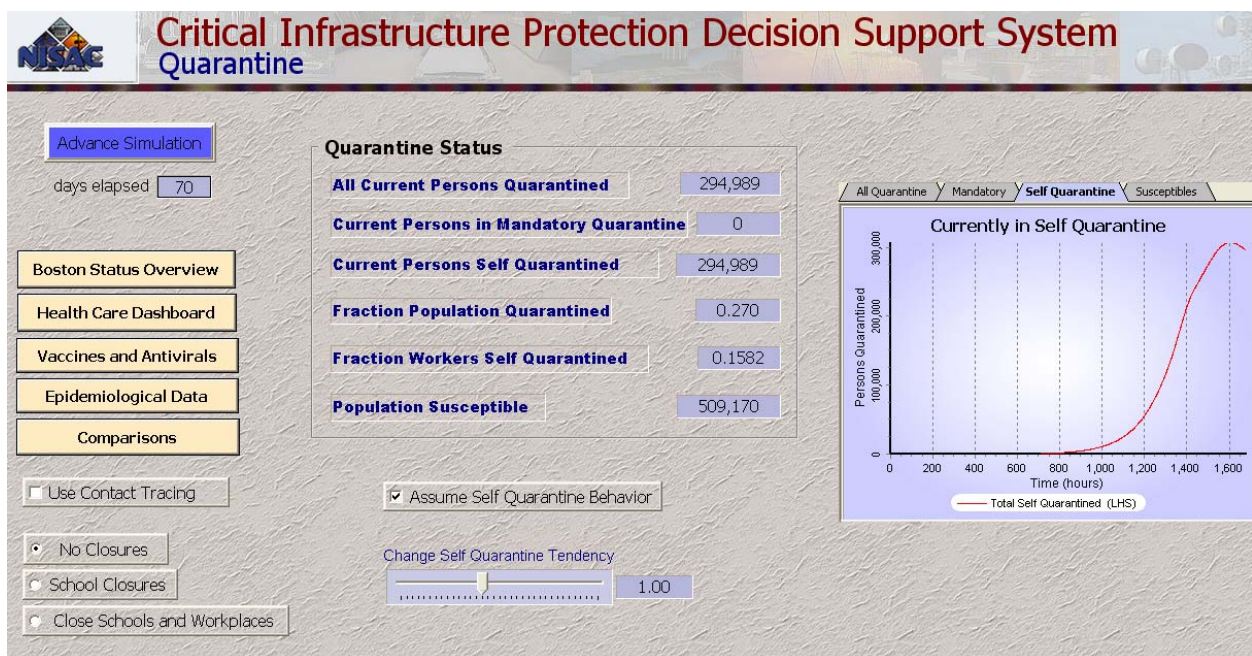 NISAC
Critical Infrastructure Protection Decision Support System
Quarantine
Advance Simulation
days elapsed 70
Boston Status Overview
Health Care Dashboard
Vaccines and Antivirals
Epidemiological Data
Comparisons
Use Contact Tracing
No Closures
School Closures
Close Schools and Workplaces
Quarantine Status
All Current Persons Quarantined 294,989
Current Persons in Mandatory Quarantine 0
Current Persons Self Quarantined 294,989
Fraction Population Quarantined 0.270
Fraction Workers Self Quarantined 0.1582
Population Susceptible 509,170
Assume Self Quarantine Behavior
Change Self Quarantine Tendency
1.00
All Quarantine Mandatory Self Quarantine Susceptibles
Currently in Self Quarantine
Persons Quarantined
300,000
200,000
100,000
0
0 200 400 600 800 1,000 1,200 1,400 1,600
Time (hours)
Total Self Quarantined (LHS)